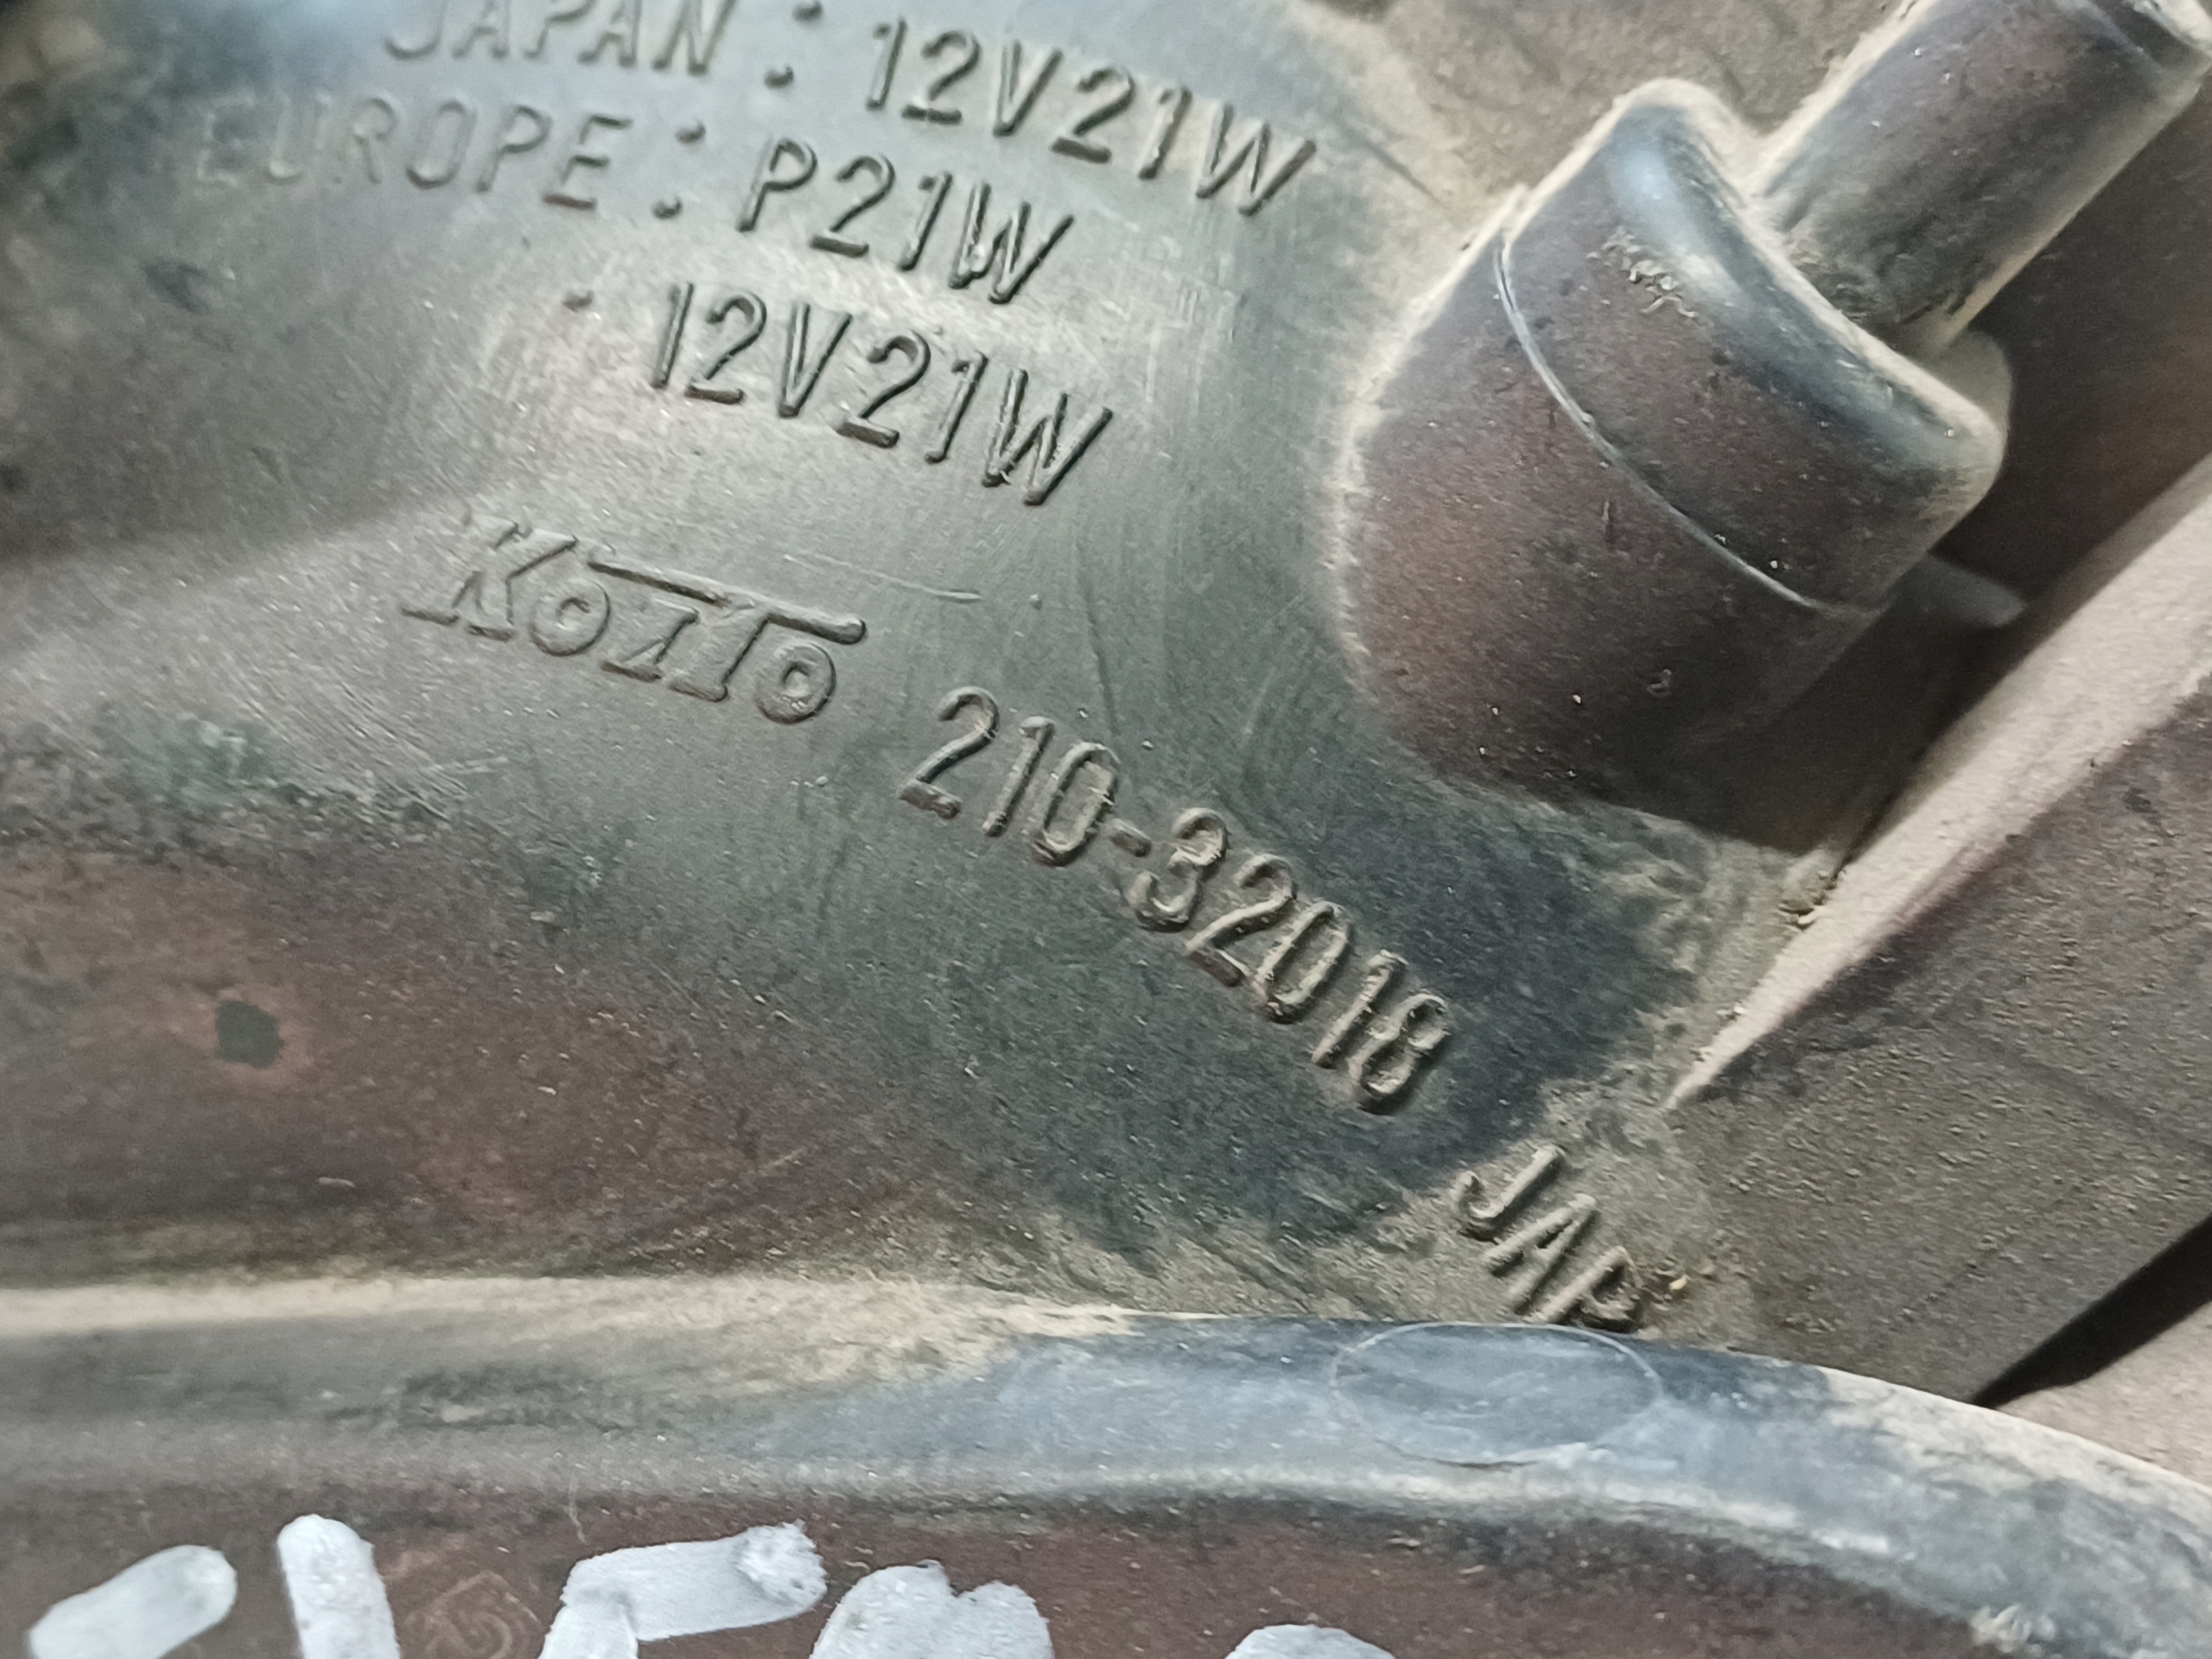 JAPAN : 12V21W
EUROPE : P21W
12V21W
KOITO 210-32018
JAP